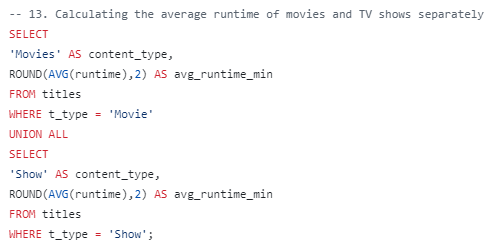 -- 13. Calculating the average runtime of movies and TV shows separately
SELECT
'Movies' AS content_type,
ROUND(AVG(runtime),2) AS avg_runtime_min
FROM titles
WHERE t_type = 'Movie'
UNION ALL
SELECT
'Show' AS content_type,
ROUND(AVG(runtime),2) AS avg_runtime_min
FROM titles
WHERE t_type = 'Show';